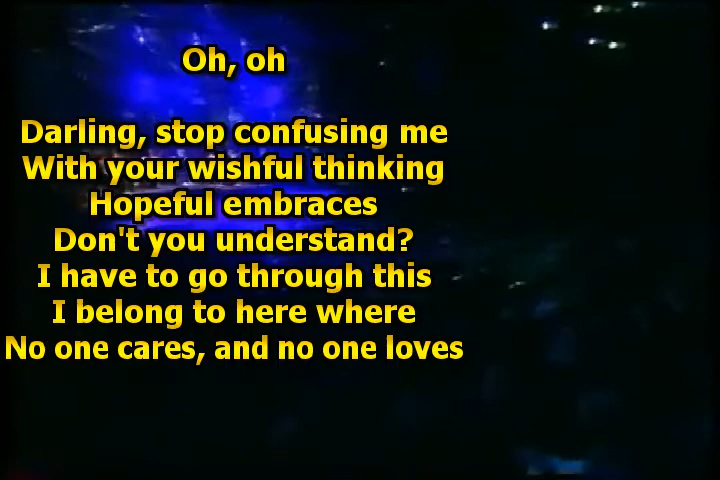 Oh, oh
Darling, stop confusing me
With your wishful thinking
Hopeful embraces
Don't you understand?
I have to go through this
I belong to here where
No one cares, and no one loves